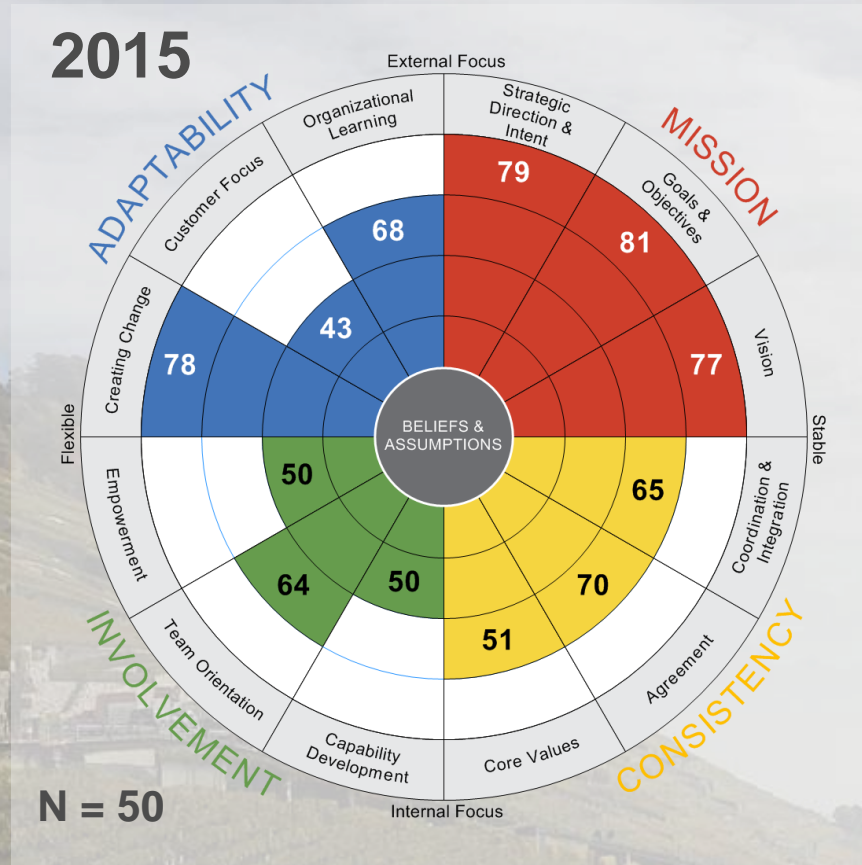 2015
External Focus
ADAPTABILITY
MISSION
Organizational
Learning
Strategic
Direction &
Intent
Customer Focus
Goals &
Objectives
Creating Change
Vision
79
68
81
43
78
77
Flexible
Stable
BELIEFS &
ASSUMPTIONS
50
65
64
50
70
51
Empowerment
Coordination &
Integration
Team Orientation
Agreement
Capability
Development
Core Values
INVOLVEMENT
CONSISTENCY
Internal Focus
N = 50